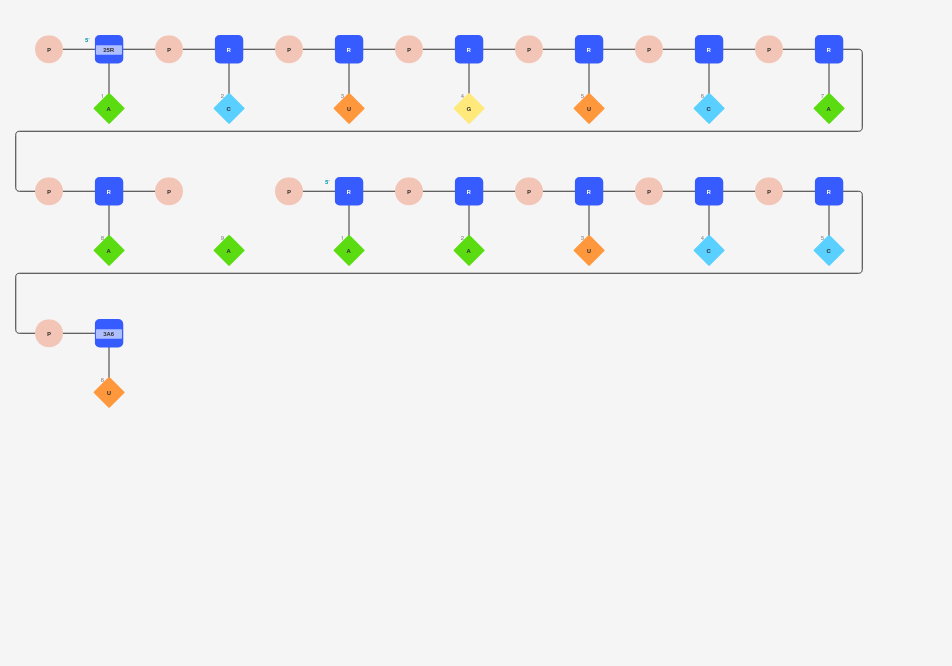 5'
P 25R P R P R P R P R P R P R
1 2 3 4 5 6 7
A C U G U C A
5'
P R P P R P R P R P R P R
8 9 1 2 3 4 5
A A A A U C C
P 3A6
6
U